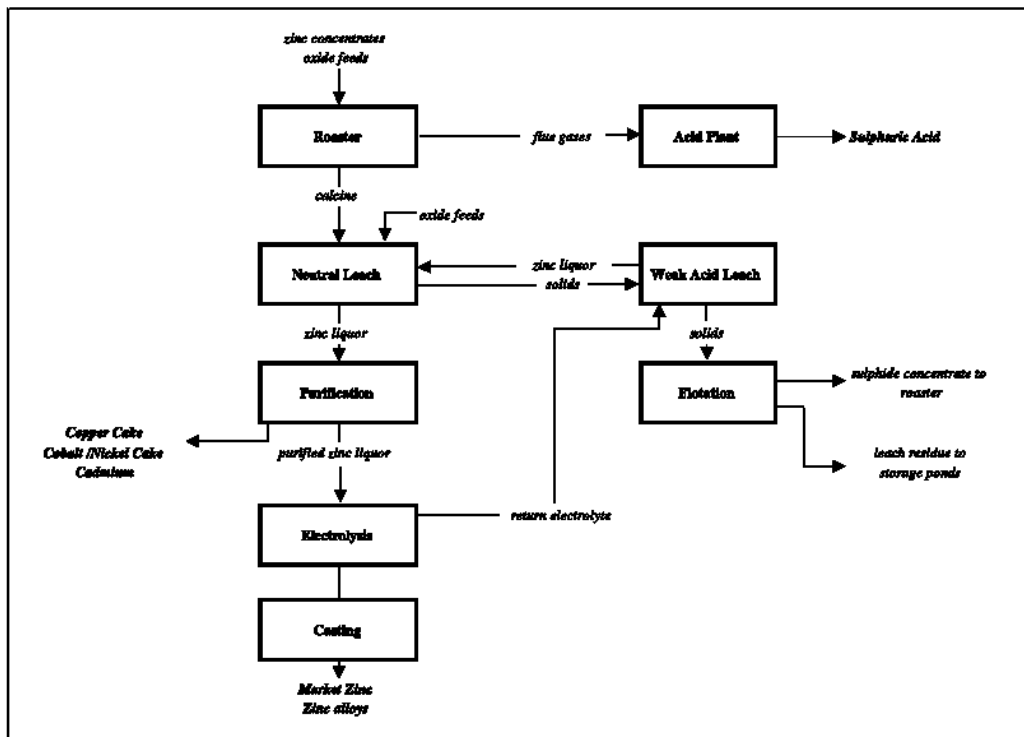 zinc concentrates
oxide feeds
Roaster
flue gases
Acid Plant
Sulphuric Acid
calcine
oxide feeds
Neutral Leach
zinc liquor
solids
Weak Acid Leach
zinc liquor
solids
Purification
Flotation
sulphide concentrate to
roaster
Copper Cake
Cobalt /Nickel Cake
Cadmium
purified zinc liquor
leach residue to
storage ponds
Electrolysis
return electrolyte
Casting
Market Zinc
Zinc alloys